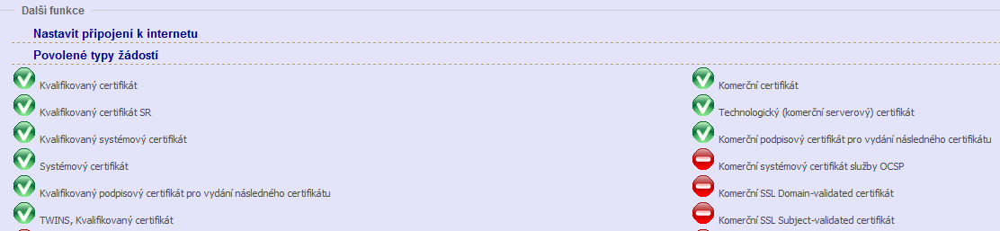 Další funkce
Nastavit připojení k internetu
Povolené typy žádostí
Kvalifikovaný certifikát
Kvalifikovaný certifikát SR
Kvalifikovaný systémový certifikát
Systémový certifikát
Kvalifikovaný podpisový certifikát pro vydání následného certifikátu
TWINS, Kvalifikovaný certifikát
Komerční certifikát
Technologický (komerční serverový) certifikát
Komerční podpisový certifikát pro vydání následného certifikátu
Komerční systémový certifikát služby OCSP
Komerční SSL Domain-validated certifikát
Komerční SSL Subject-validated certifikát